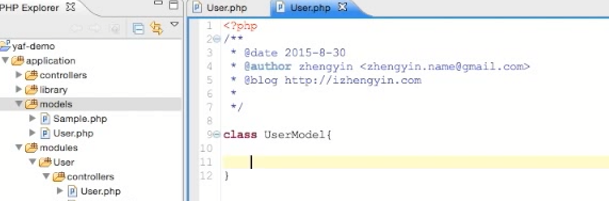 PHP Explorer
yaf-demo
application
controllers
library
models
Sample.php
User.php
modules
User
controllers
User.php
User.php
User.php
1 <?php
2 /**
3 * @date 2015-8-30
4 * @author zhengyin <zhengyin.name@gmail.com>
5 * @blog http://izhengyin.com
6 *
7 */
8
9 class UserModel{
10
11
12 }